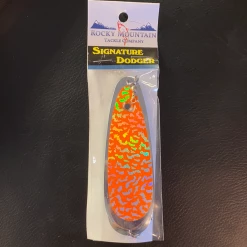 ROCKY MOUNTAIN
TACKLE COMPANY
SIGNATURE
DODGER